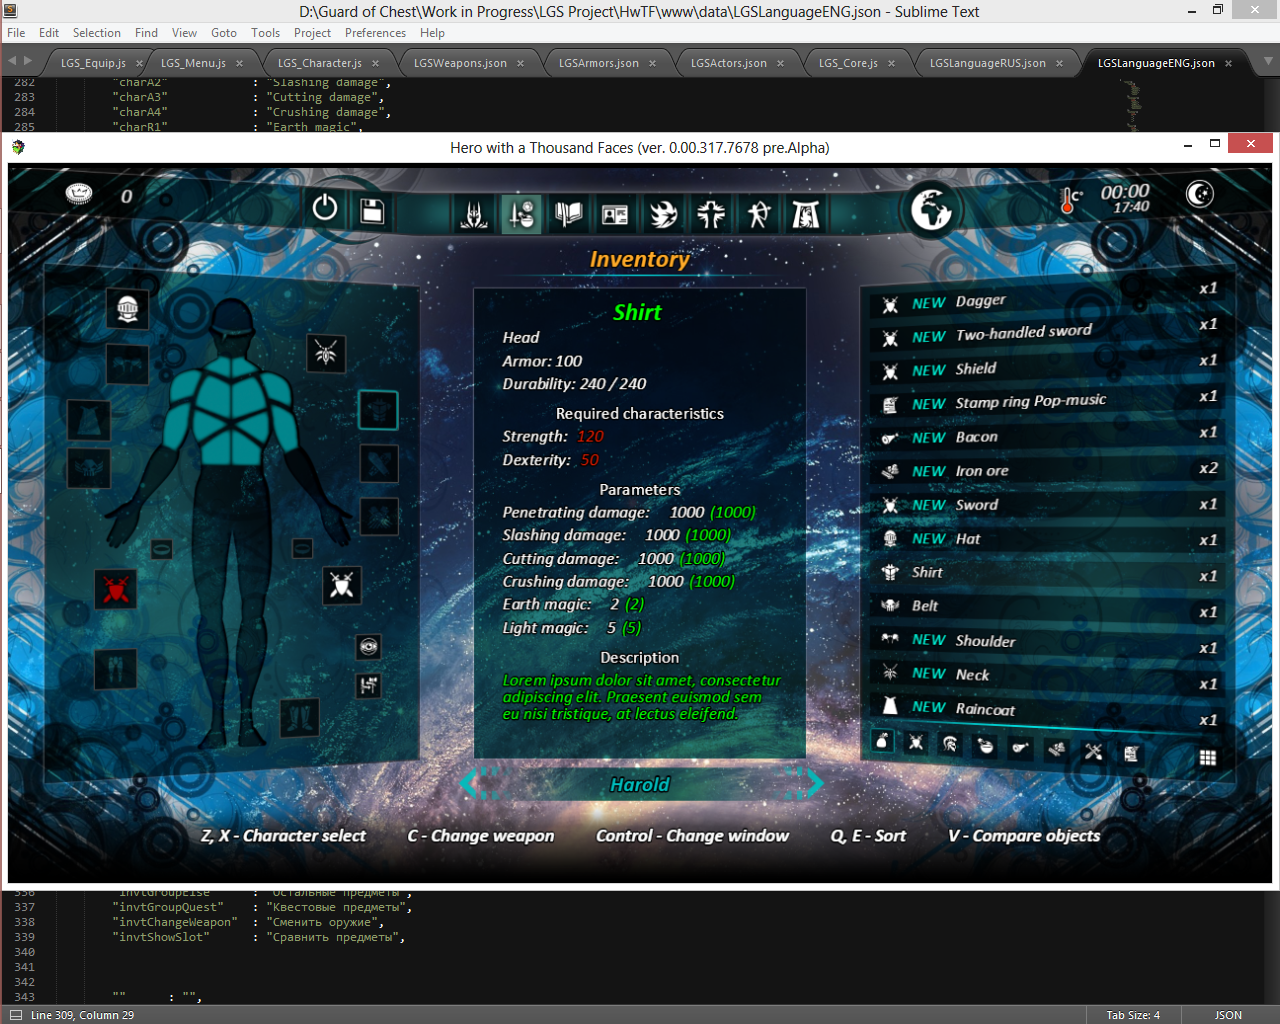 D:\Guard of Chest\Work in Progress\LGS Project\HwTF\www\data\LGSLanguageENG.json - Sublime Text
File Edit Selection Find View Goto Tools Project Preferences Help
LGS_Equip.js × LGS_Menu.js × LGS_Character.js × LGSWeapons.json × LGSArmors.json × LGSActors.json × LGS_Core.js × LGSLanguageRUS.json × LGSLanguageENG.json ×
282 "charA2" : "Slashing damage",
283 "charA3" : "Cutting damage",
284 "charA4" : "Crushing damage",
285 "charR1" : "Earth magic",
Hero with a Thousand Faces (ver. 0.00.317.7678 pre.Alpha)
0
C°
00:00
17:40
Inventory
Shirt
Head
Armor: 100
Durability: 240 / 240
Required characteristics
Strength: 120
Dexterity: 50
Parameters
Penetrating damage: 1000 (1000)
Slashing damage: 1000 (1000)
Cutting damage: 1000 (1000)
Crushing damage: 1000 (1000)
Earth magic: 2 (2)
Light magic: 5 (5)
Description
Lorem ipsum dolor sit amet, consectetur
adipiscing elit. Praesent euismod sem
eu nisi tristique, at lectus eleifend.
Harold
NEW Dagger x1
NEW Two-handled sword x1
NEW Shield x1
NEW Stamp ring Pop-music x1
NEW Bacon x1
NEW Iron ore x2
NEW Sword x1
NEW Hat x1
Shirt x1
Belt x1
NEW Shoulder x1
NEW Neck x1
NEW Raincoat x1
Z, X - Character select C - Change weapon Control - Change window Q, E - Sort V - Compare objects
336 "invtGroupElse" : "Остальные предметы",
337 "invtGroupQuest" : "Квестовые предметы",
338 "invtChangeWeapon" : "Сменить оружие",
339 "invtShowSlot" : "Сравнить предметы",
340
341
342
343 "" : "",
Line 309, Column 29 Tab Size: 4 JSON